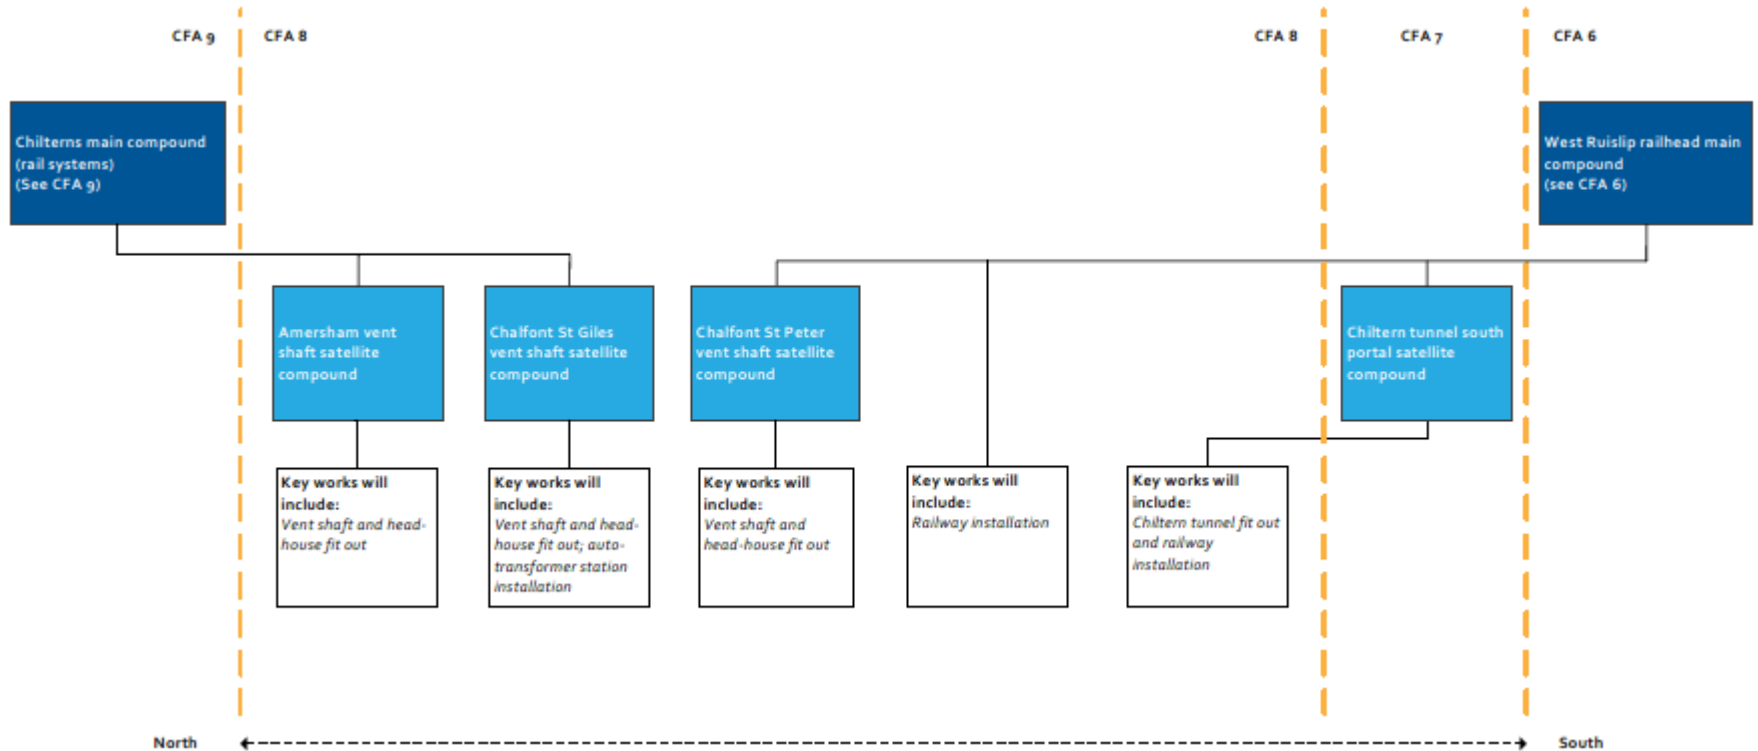 CFA 9
CFA 8
CFA 8
CFA 7
CFA 6
Chilterns main compound
(rail systems)
(See CFA 9)
West Ruislip railhead main
compound
(see CFA 6)
Amersham vent
shaft satellite
compound
Chalfont St Giles
vent shaft satellite
compound
Chalfont St Peter
vent shaft satellite
compound
Chiltern tunnel south
portal satellite
compound
Key works will
include:
Vent shaft and head-
house fit out
Key works will
include:
Vent shaft and head-
house fit out; auto-
transformer station
installation
Key works will
include:
Vent shaft and
head-house fit out
Key works will
include:
Railway installation
Key works will
include:
Chiltern tunnel fit out
and railway
installation
North
South